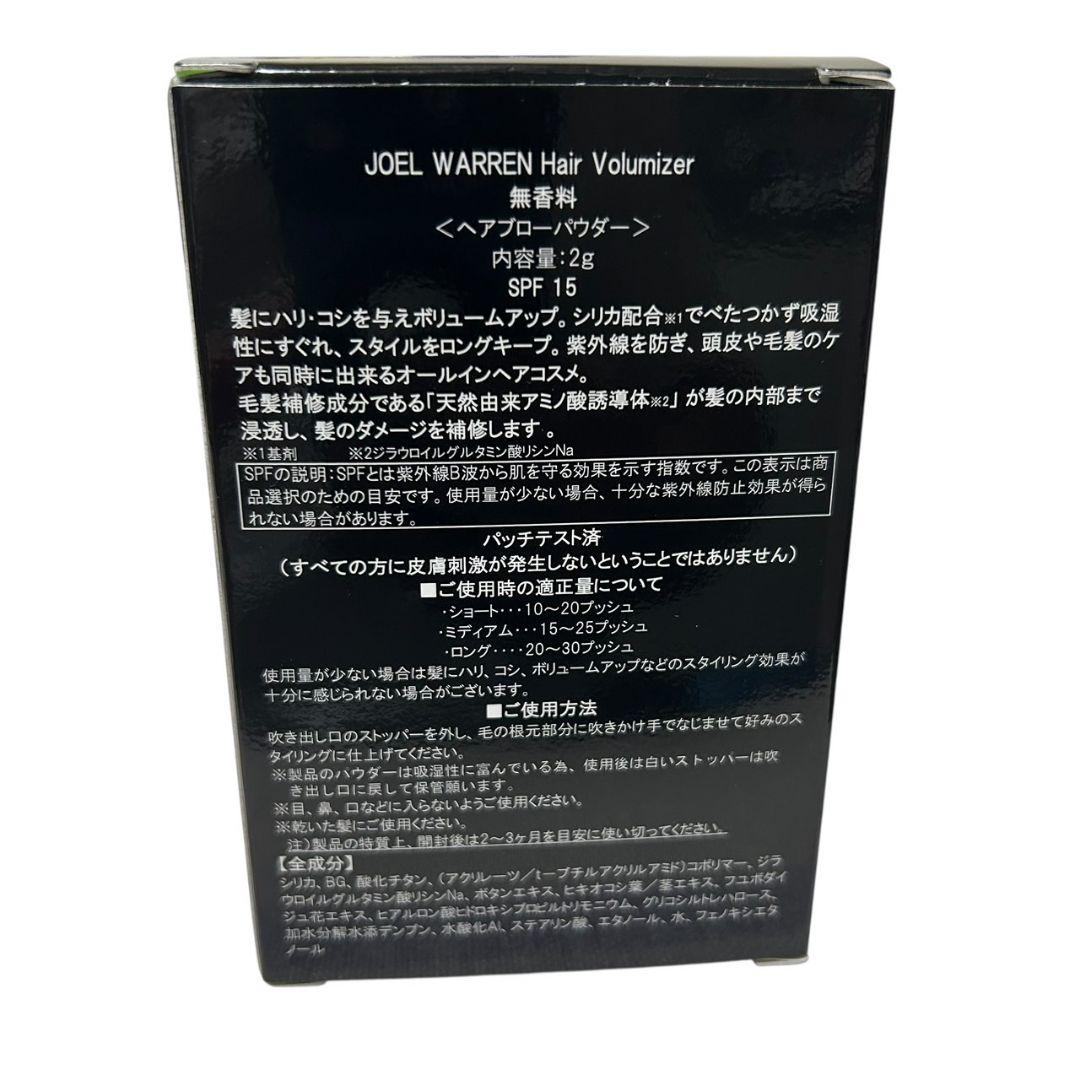 JOEL WARREN Hair Volumizer
無香料
<ヘアブローパウダー>
内容量:2g
SPF 15
髪にハリ・コシを与えボリュームアップ。シリカ配合※1でべたつかず吸湿
性にすぐれ、スタイルをロングキープ。紫外線を防ぎ、頭皮や毛髪のケ
アも同時に出来るオールインヘアコスメ。
毛髪補修成分である「天然由来アミノ酸誘導体※2」が髪の内部まで
浸透し、髪のダメージを補修します。
※1基剤 ※2ジラウロイルグルタミン酸リシンNa
SPFの説明:SPFとは紫外線B波から肌を守る効果を示す指数です。この表示は商
品選択のための目安です。使用量が少ない場合、十分な紫外線防止効果が得ら
れない場合があります。
パッチテスト済
(すべての方に皮膚刺激が発生しないということではありません)
■ご使用時の適正量について
・ショート・・・10〜20プッシュ
・ミディアム・・・15〜25プッシュ
・ロング・・・・20〜30プッシュ
使用量が少ない場合は髪にハリ、コシ、ボリュームアップなどのスタイリング効果が
十分に感じられない場合がございます。
■ご使用方法
吹き出し口のストッパーを外し、毛の根元部分に吹きかけ手でなじませて好みのス
タイリングに仕上げてください。
※製品のパウダーは吸湿性に富んでいる為、使用後は白いストッパーは吹
き出し口に戻して保管願います。
※目、鼻、口などに入らないようご使用ください。
※乾いた髪にご使用ください。
注)製品の特質上、開封後は2〜3ヶ月を目安に使い切ってください。
【全成分】
シリカ、BG、酸化チタン、(アクリレーツ/t-ブチルアクリルアミド)コポリマー、ジラ
ウロイルグルタミン酸リシンNa、ボタンエキス、ヒキオコシ葉/茎エキス、フユボダイ
ジュ花エキス、ヒアルロン酸ヒドロキシプロピルトリモニウム、グリコシルトレハロース、
加水分解水添デンプン、水酸化Al、ステアリン酸、エタノール、水、フェノキシエタ
ノール